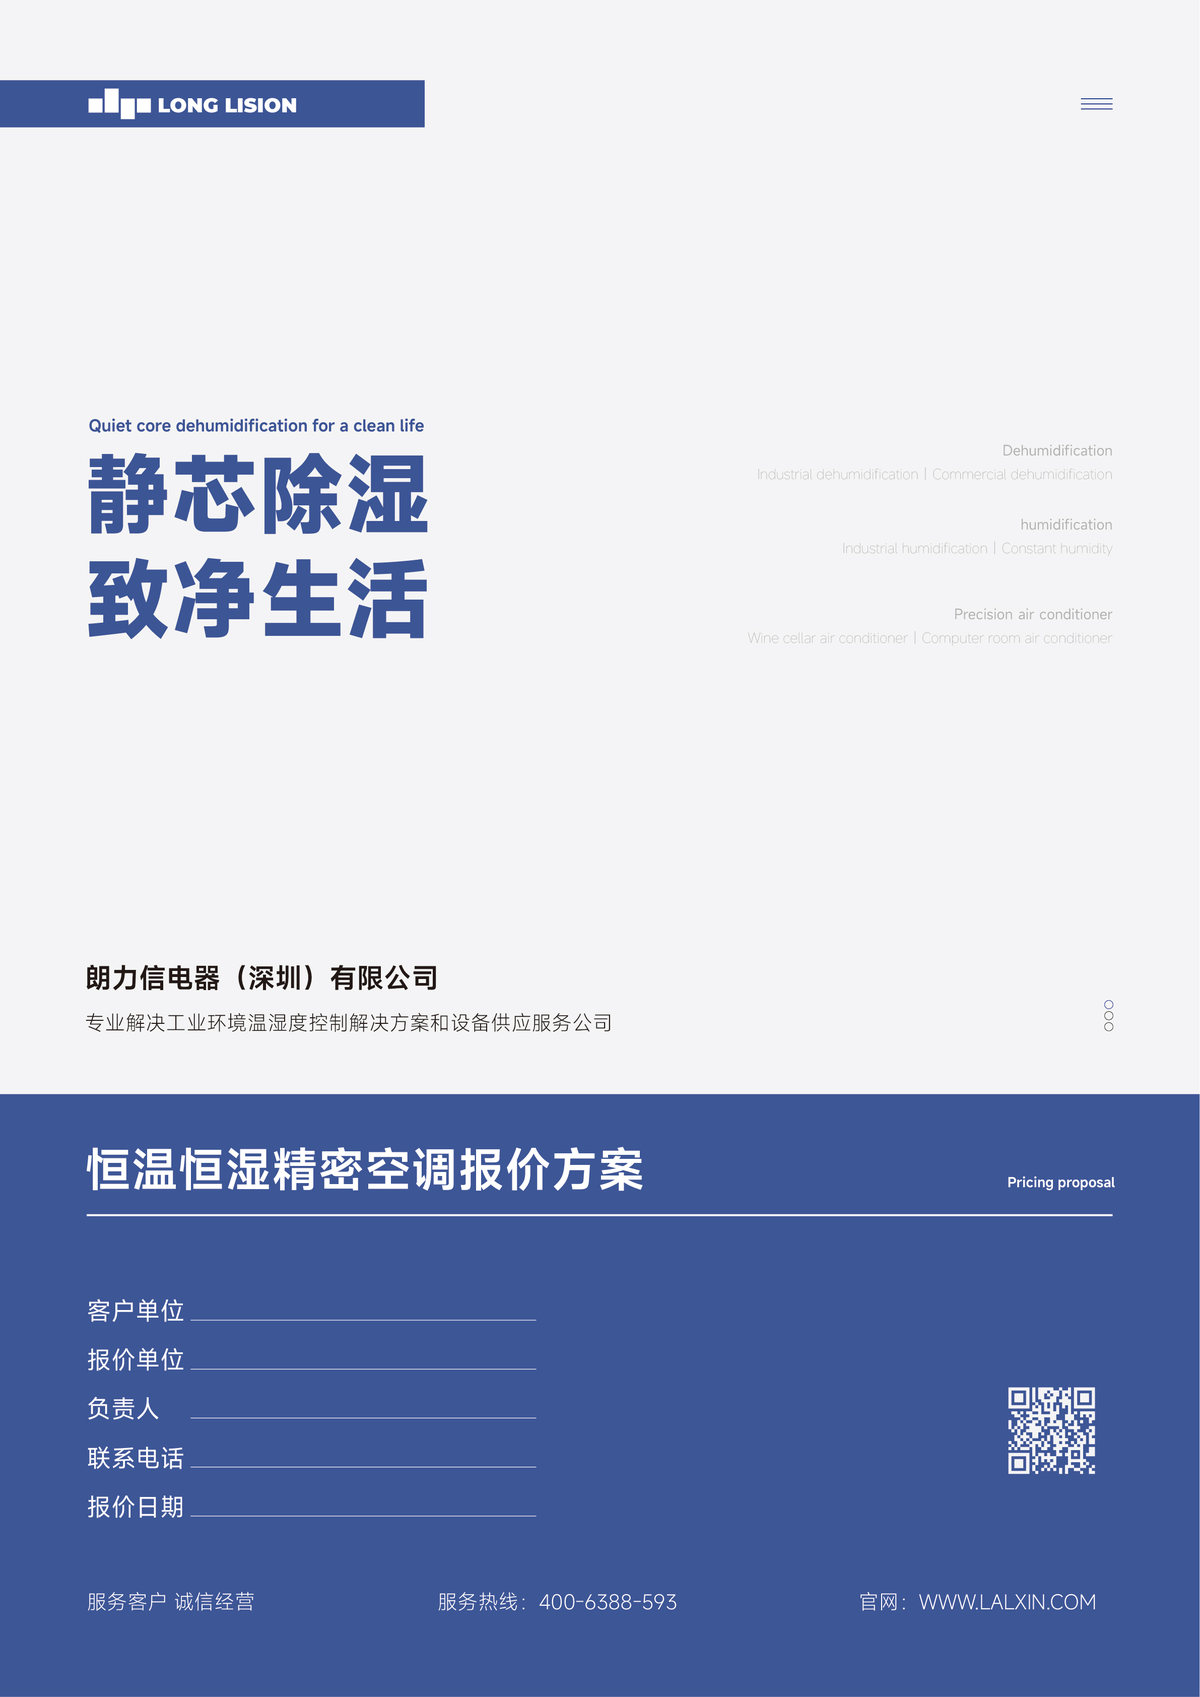 LONG LISION
Quiet core dehumidification for a clean life
静芯除湿
致净生活
Dehumidification
Industrial dehumidification | Commercial dehumidification
humidification
Industrial humidification | Constant humidity
Precision air conditioner
Wine cellar air conditioner | Computer room air conditioner
朗力信电器（深圳）有限公司
专业解决工业环境温湿度控制解决方案和设备供应服务公司
恒温恒湿精密空调报价方案
Pricing proposal
客户单位
报价单位
负责人
联系电话
报价日期
服务客户 诚信经营
服务热线：400-6388-593
官网：WWW.LALXIN.COM